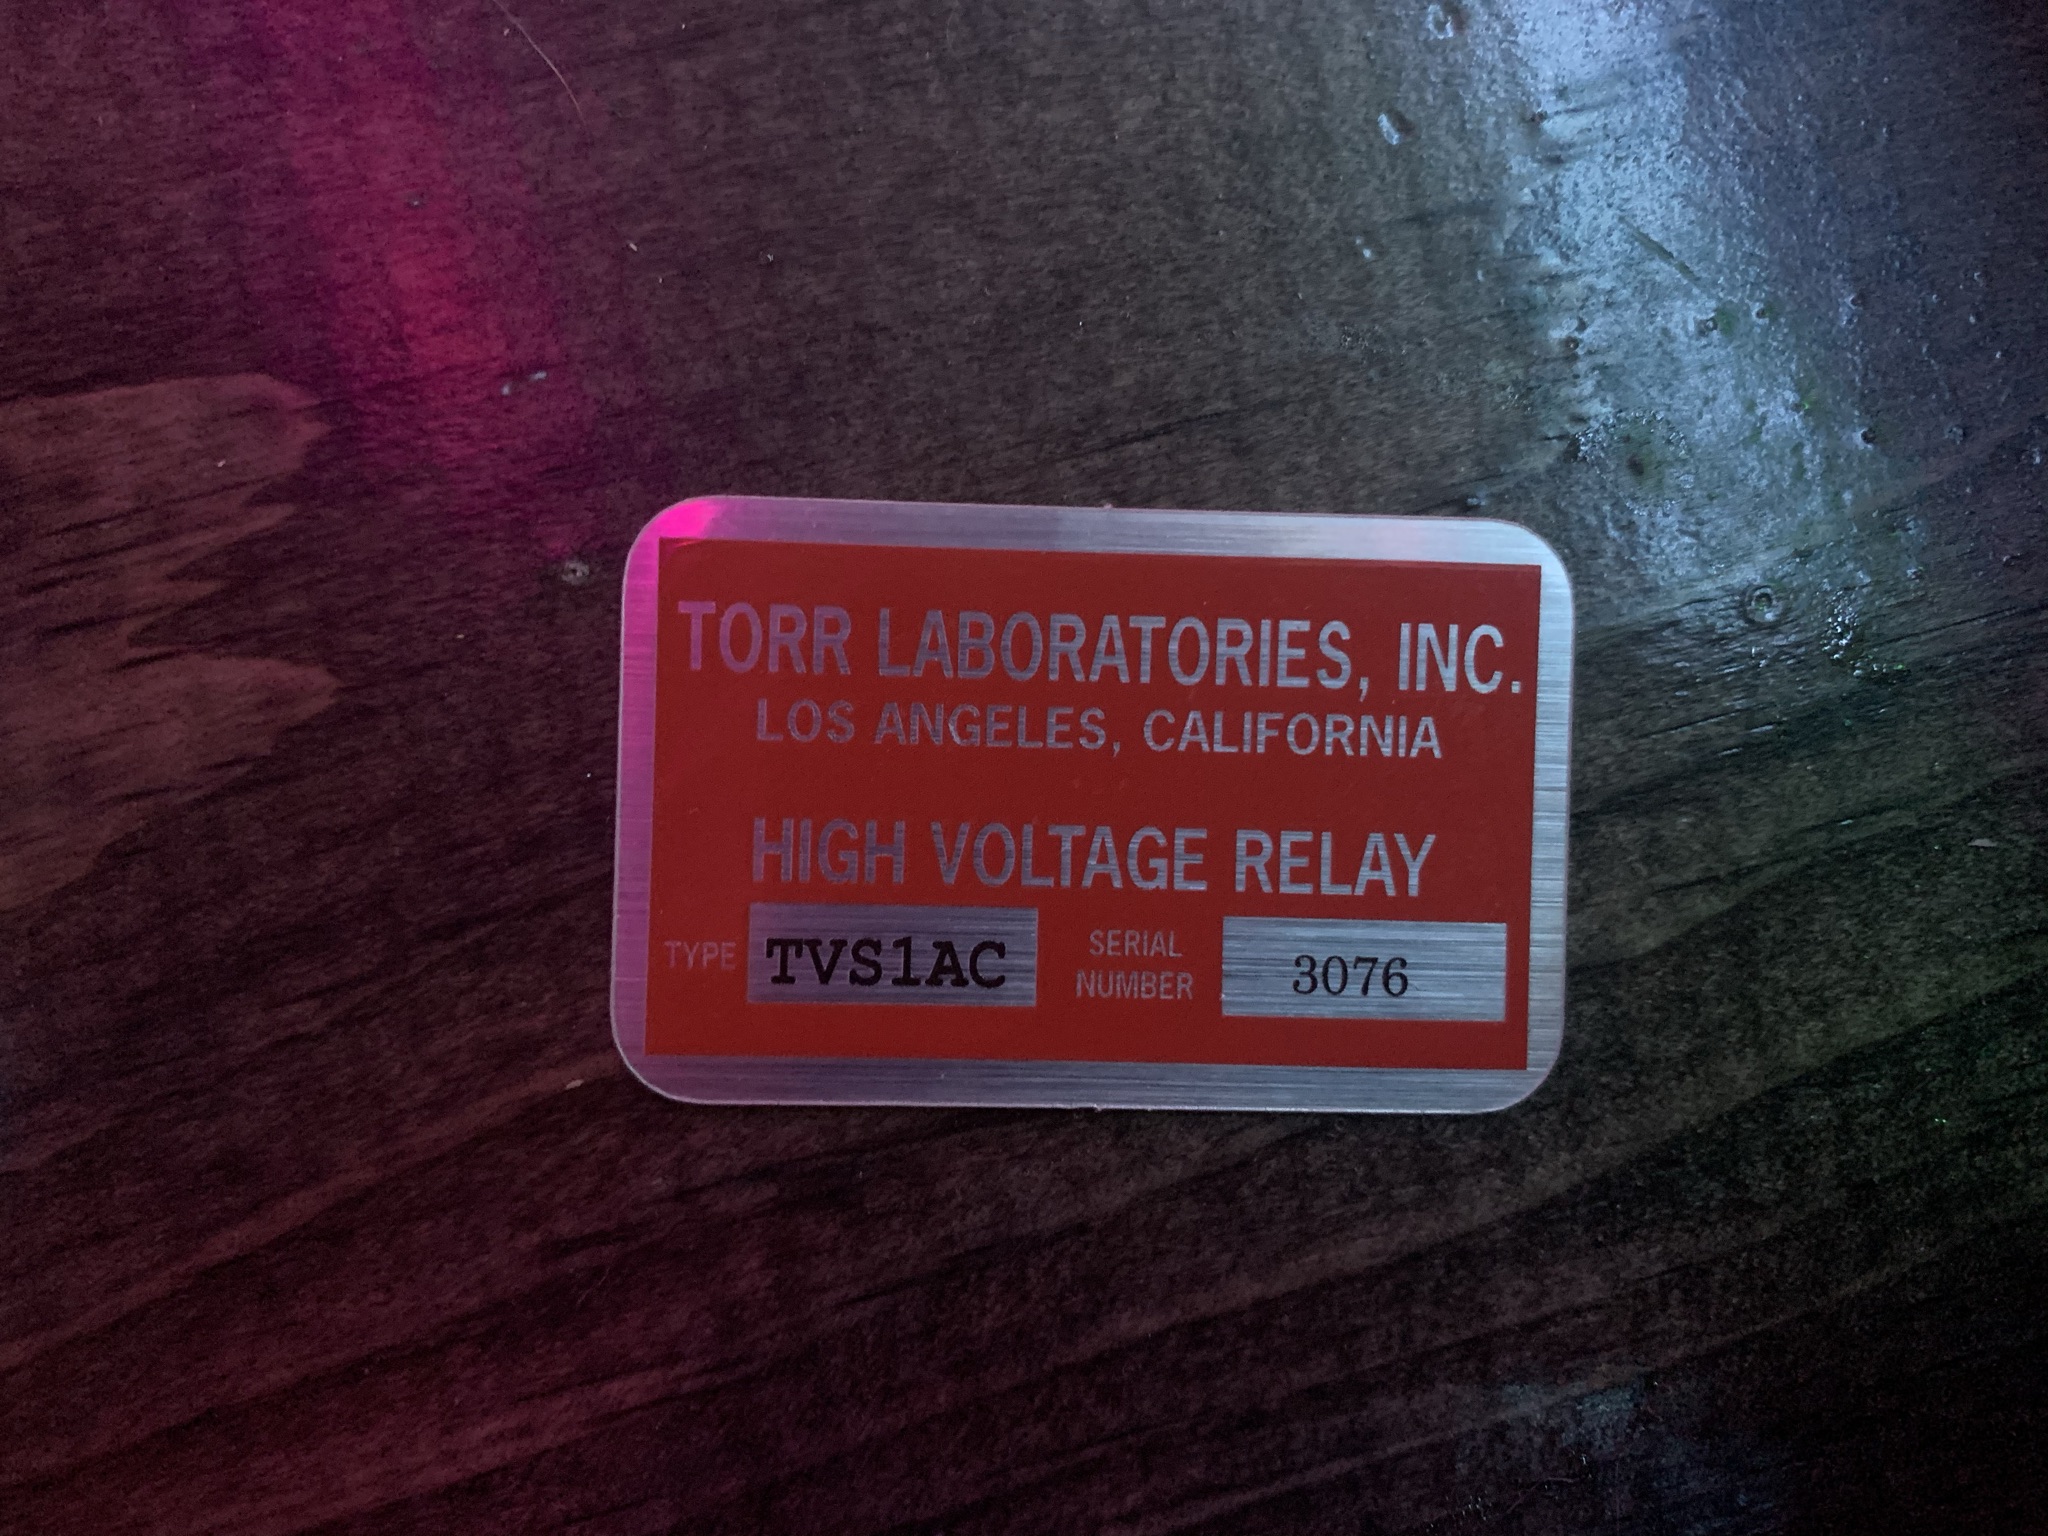 TORR LABORATORIES, INC.
LOS ANGELES, CALIFORNIA
HIGH VOLTAGE RELAY
TYPE TVS1AC SERIAL NUMBER 3076